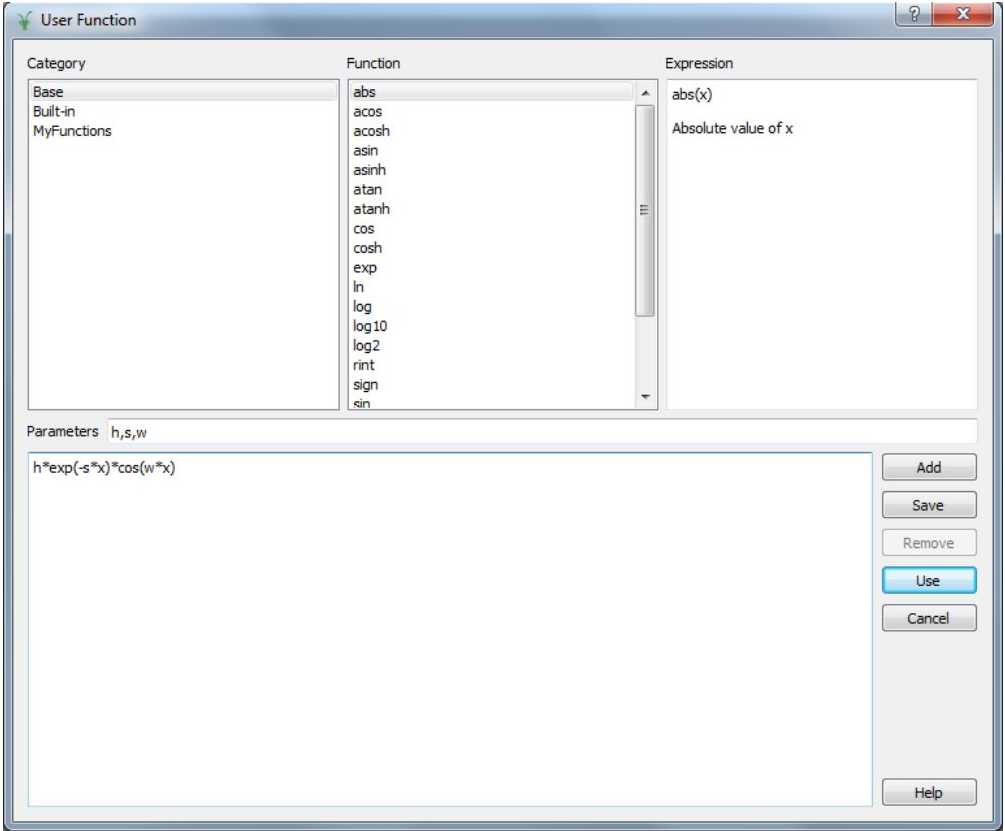 User Function
Category
Function
Expression
Base
Built-in
MyFunctions
abs
acos
acosh
asin
asinh
atan
atanh
cos
cosh
exp
ln
log
log10
log2
rint
sign
sin
abs(x)
Absolute value of x
Parameters h,s,w
h*exp(-s*x)*cos(w*x)
Add
Save
Remove
Use
Cancel
Help